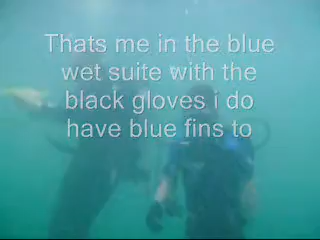 Thats me in the blue
wet suite with the
black gloves i do
have blue fins to